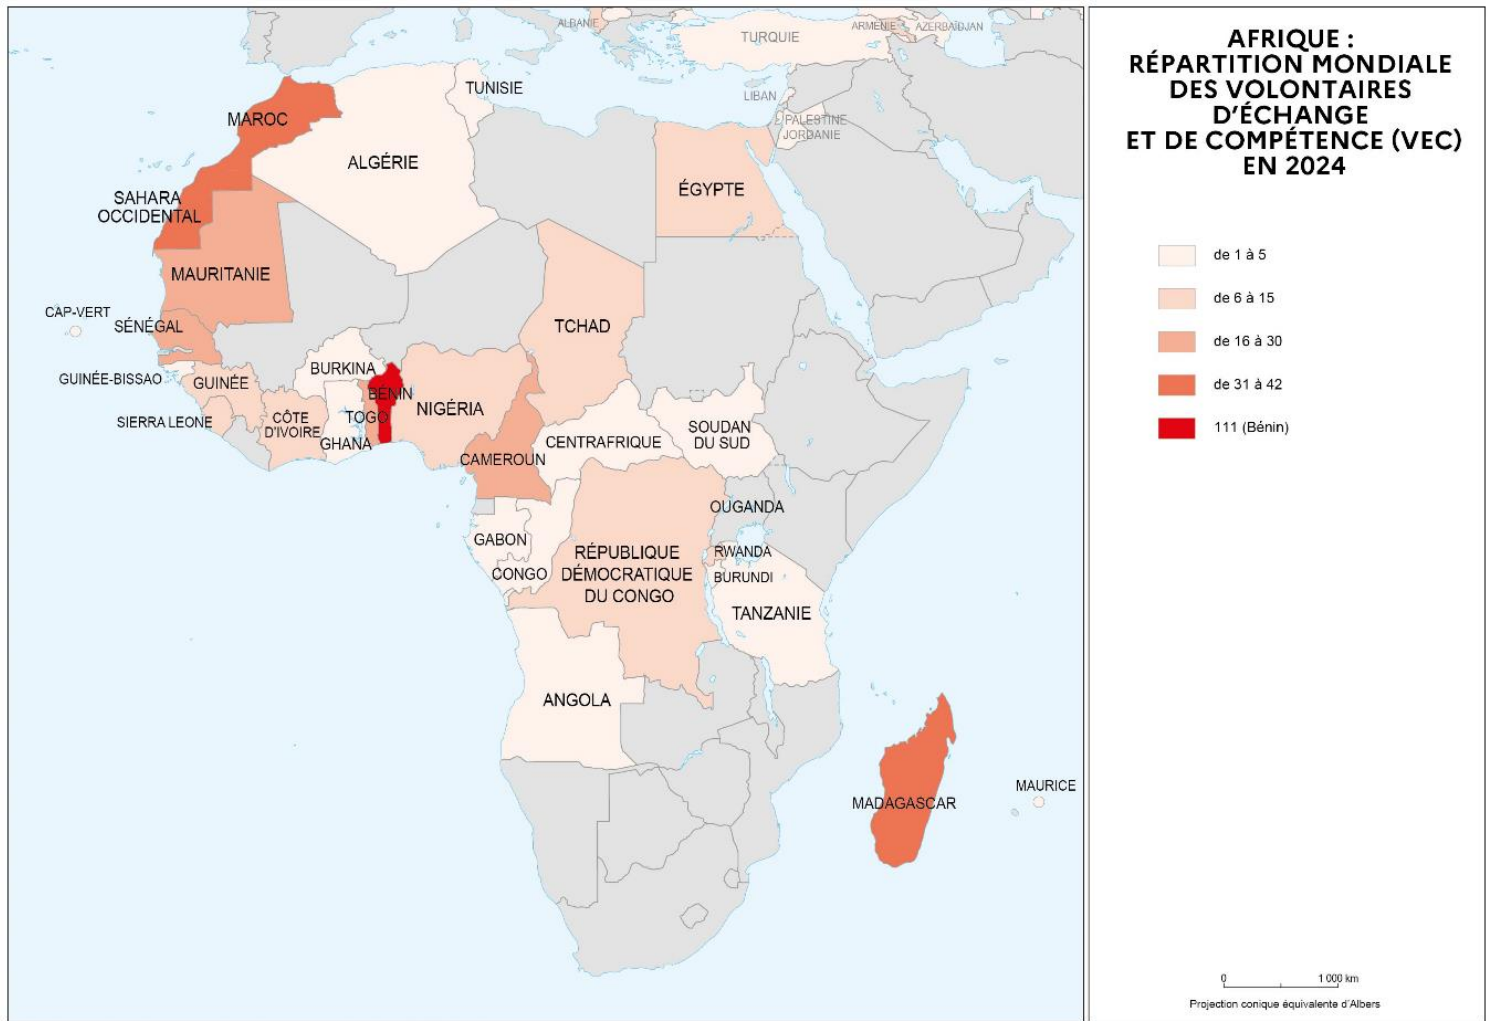 AFRIQUE :
RÉPARTITION MONDIALE
DES VOLONTAIRES
D'ÉCHANGE
ET DE COMPÉTENCE (VEC)
EN 2024
de 1 à 5
de 6 à 15
de 16 à 30
de 31 à 42
111 (Bénin)
0 1 000 km
Projection conique équivalente d'Albers
ALBANIE
TURQUIE
ARMÉNIE
AZERBAÏDJAN
TUNISIE
LIBAN
PALESTINE
JORDANIE
MAROC
ALGÉRIE
ÉGYPTE
SAHARA
OCCIDENTAL
MAURITANIE
CAP-VERT
SÉNÉGAL
TCHAD
GUINÉE-BISSAO
GUINÉE
BURKINA
BÉNIN
NIGÉRIA
SIERRA LEONE
CÔTE
D'IVOIRE
TOGO
GHANA
CAMEROUN
CENTRAFRIQUE
SOUDAN
DU SUD
OUGANDA
GABON
CONGO
RÉPUBLIQUE
DÉMOCRATIQUE
DU CONGO
RWANDA
BURUNDI
TANZANIE
ANGOLA
MADAGASCAR
MAURICE